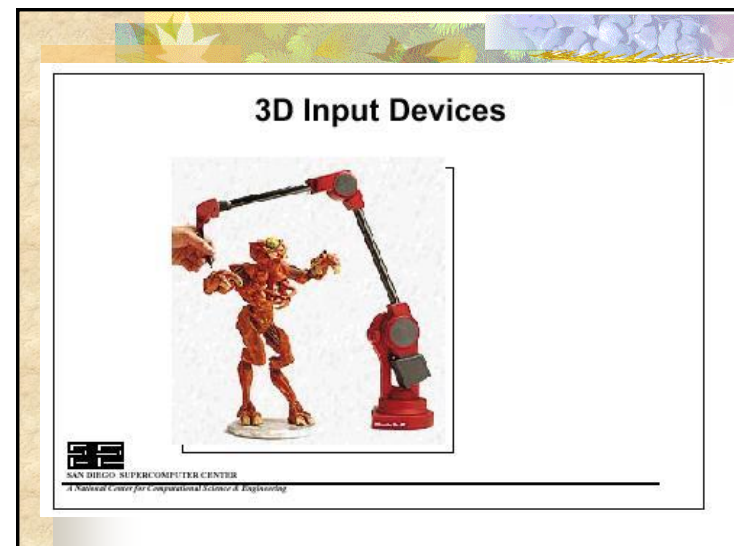 3D Input Devices
SAN DIEGO SUPERCOMPUTER CENTER
A National Center for Computational Science & Engineering